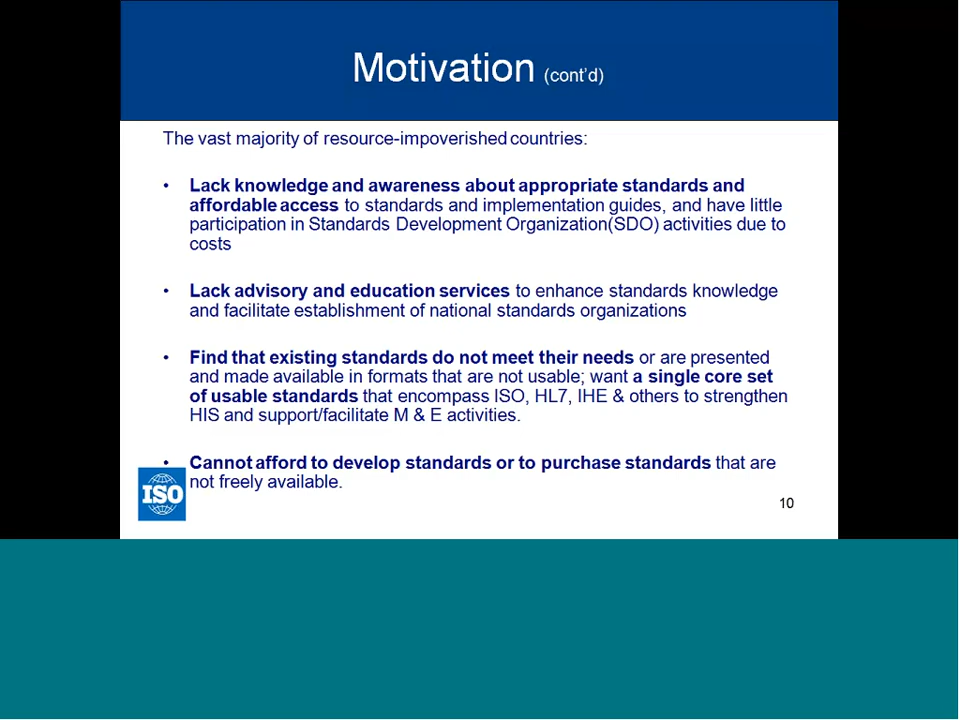 Motivation (cont'd)
The vast majority of resource-impoverished countries:
• Lack knowledge and awareness about appropriate standards and
affordable access to standards and implementation guides, and have little
participation in Standards Development Organization(SDO) activities due to
costs
• Lack advisory and education services to enhance standards knowledge
and facilitate establishment of national standards organizations
• Find that existing standards do not meet their needs or are presented
and made available in formats that are not usable; want a single core set
of usable standards that encompass ISO, HL7, IHE & others to strengthen
HIS and support/facilitate M & E activities.
• Cannot afford to develop standards or to purchase standards that are
not freely available.
ISO
10